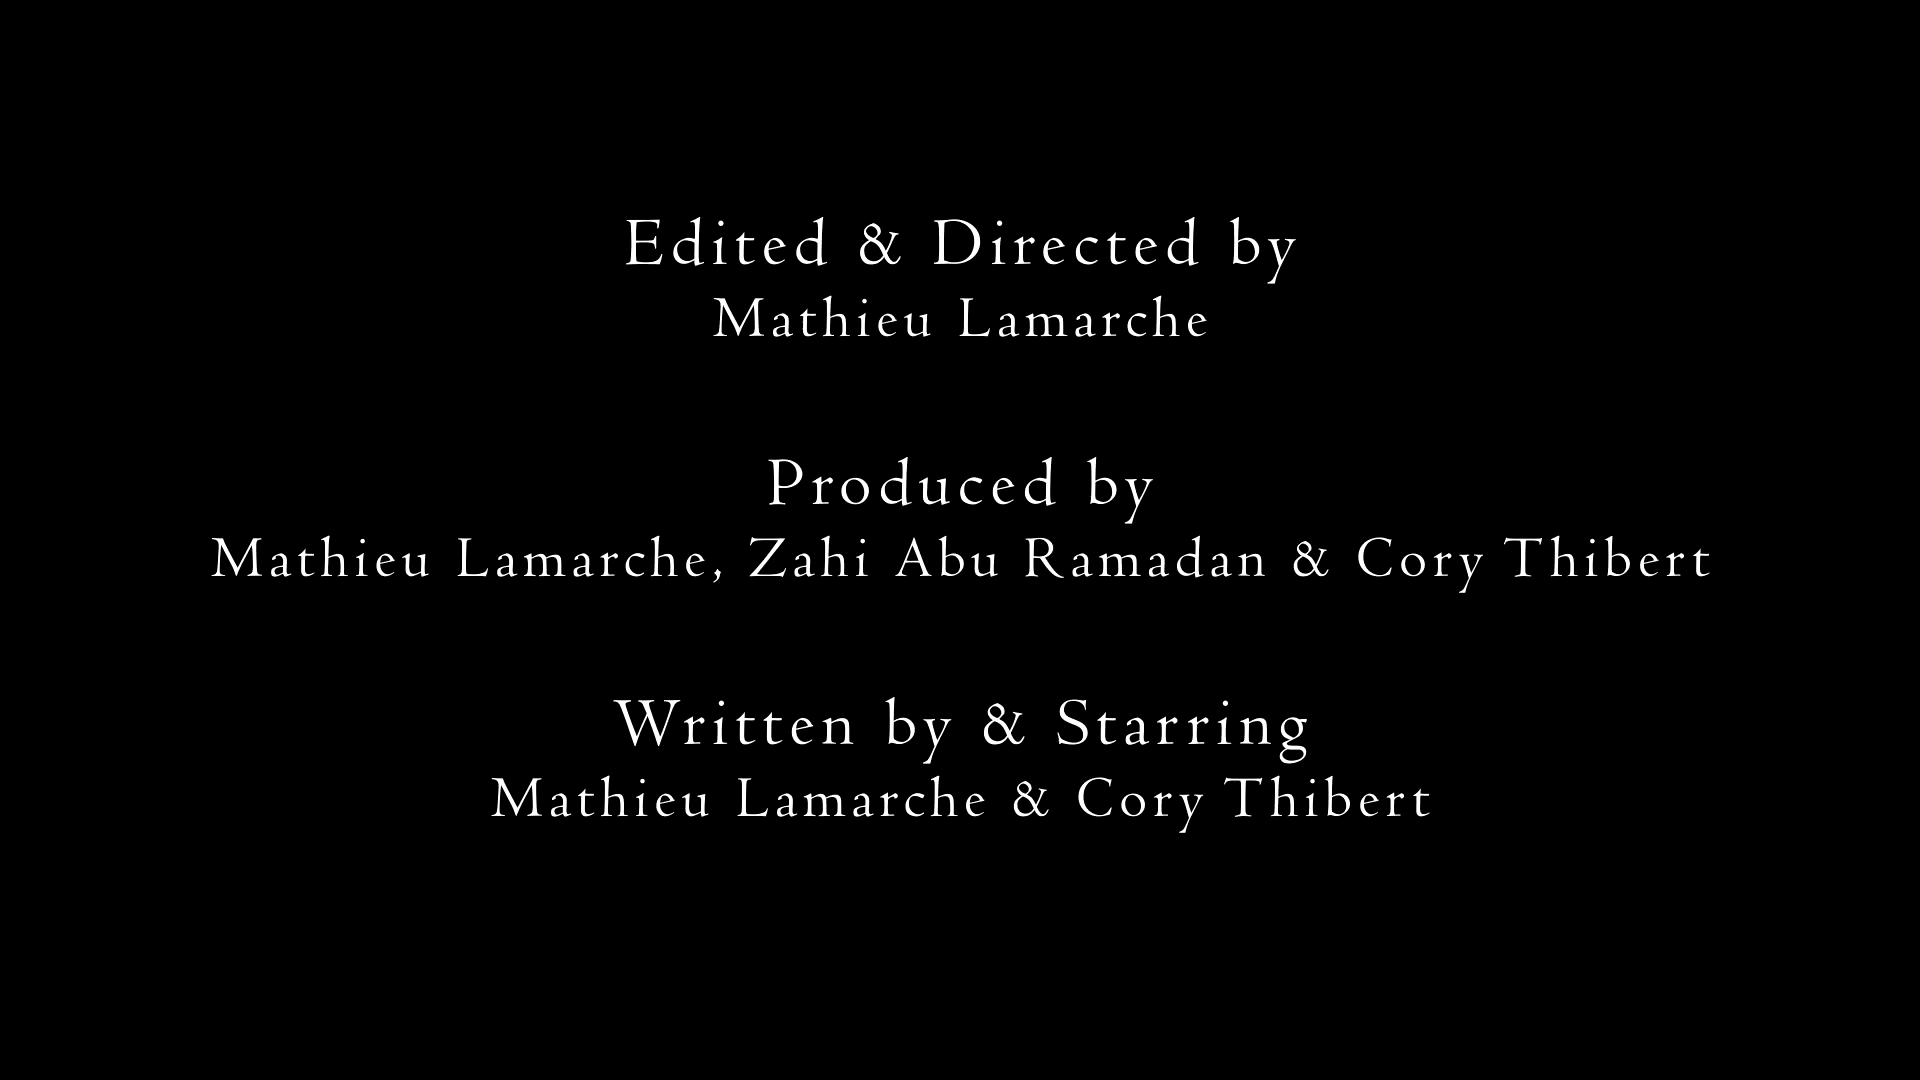 Edited & Directed by
Mathieu Lamarche
Produced by
Mathieu Lamarche, Zahi Abu Ramadan & Cory Thibert
Written by & Starring
Mathieu Lamarche & Cory Thibert